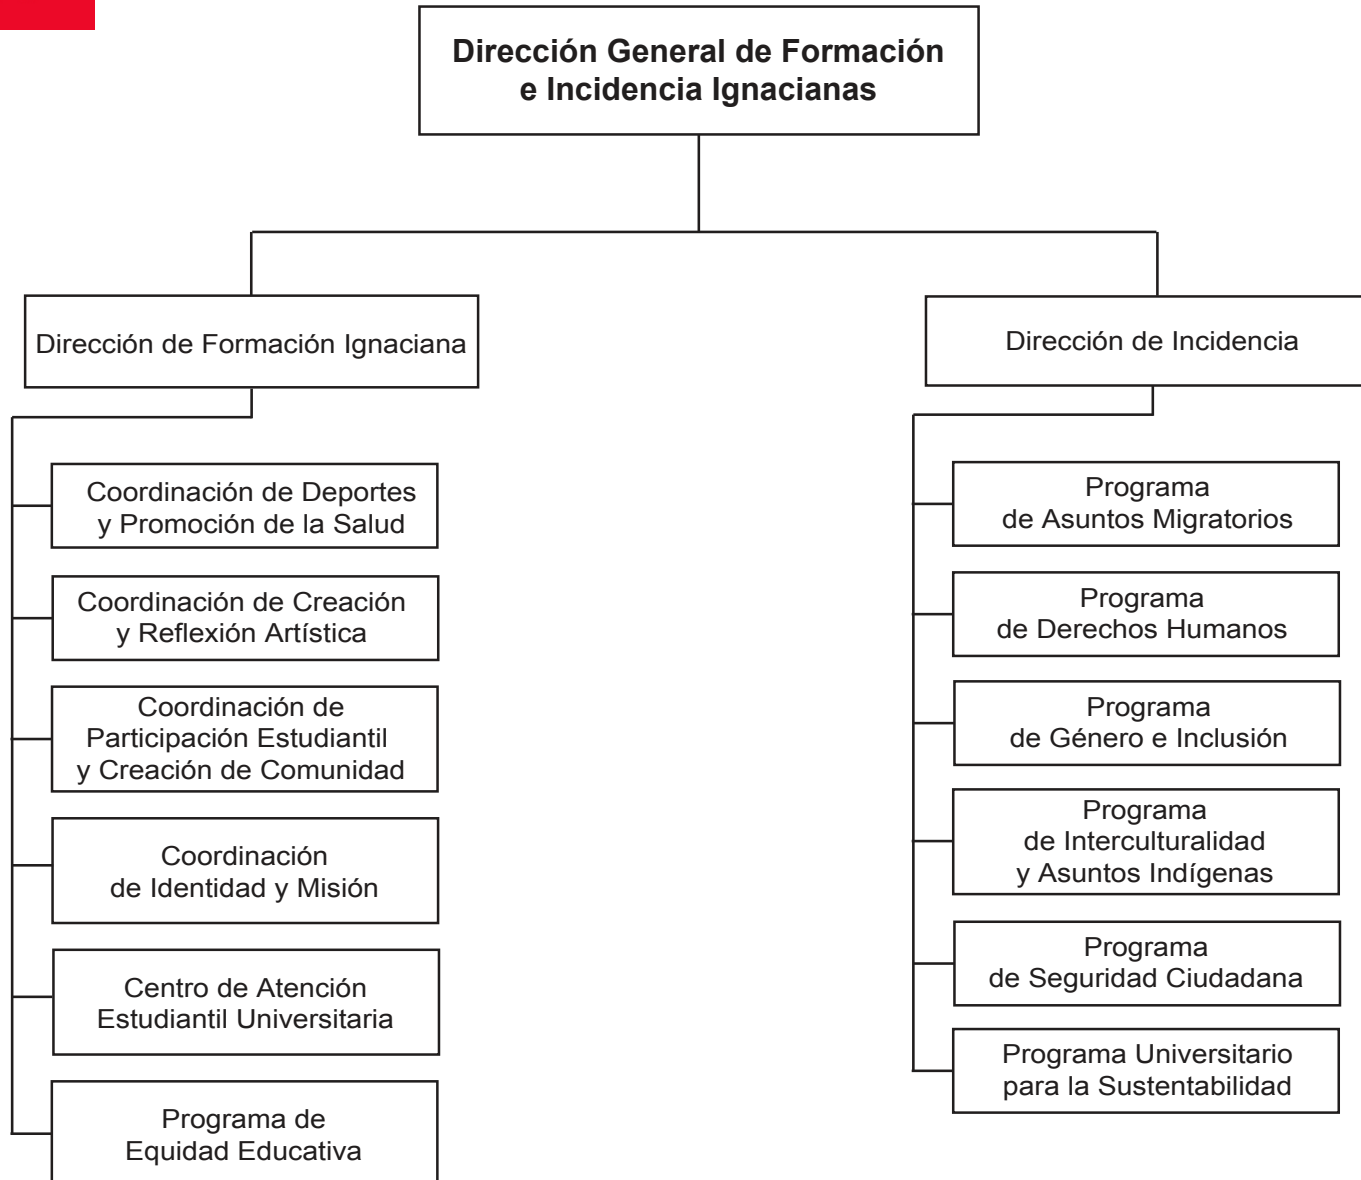 Dirección General de Formación
e Incidencia Ignacianas
Dirección de Formación Ignaciana
Coordinación de Deportes
y Promoción de la Salud
Coordinación de Creación
y Reflexión Artística
Coordinación de
Participación Estudiantil
y Creación de Comunidad
Coordinación
de Identidad y Misión
Centro de Atención
Estudiantil Universitaria
Programa de
Equidad Educativa
Dirección de Incidencia
Programa
de Asuntos Migratorios
Programa
de Derechos Humanos
Programa
de Género e Inclusión
Programa
de Interculturalidad
y Asuntos Indígenas
Programa
de Seguridad Ciudadana
Programa Universitario
para la Sustentabilidad